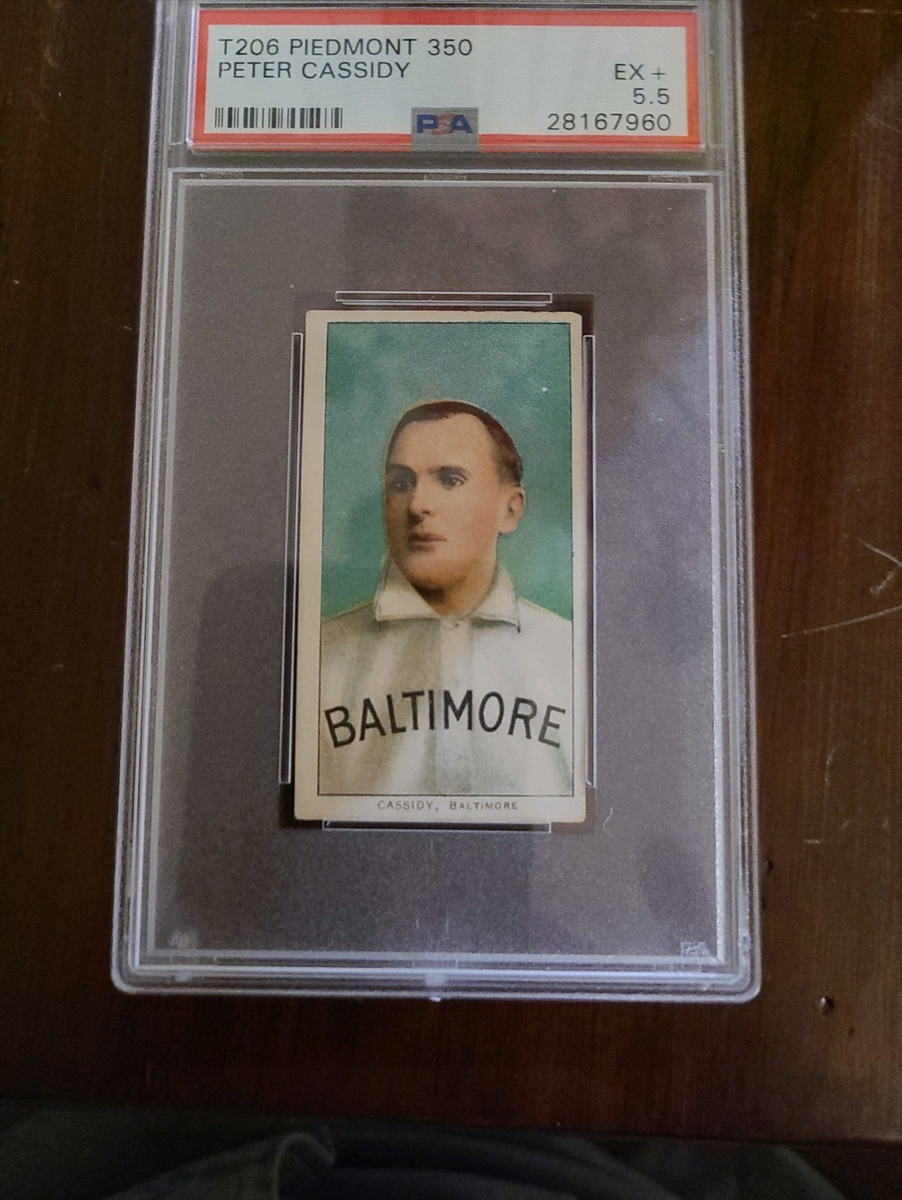 T206 PIEDMONT 350
PETER CASSIDY
EX +
5.5
PSA
28167960
BALTIMORE
CASSIDY, BALTIMORE